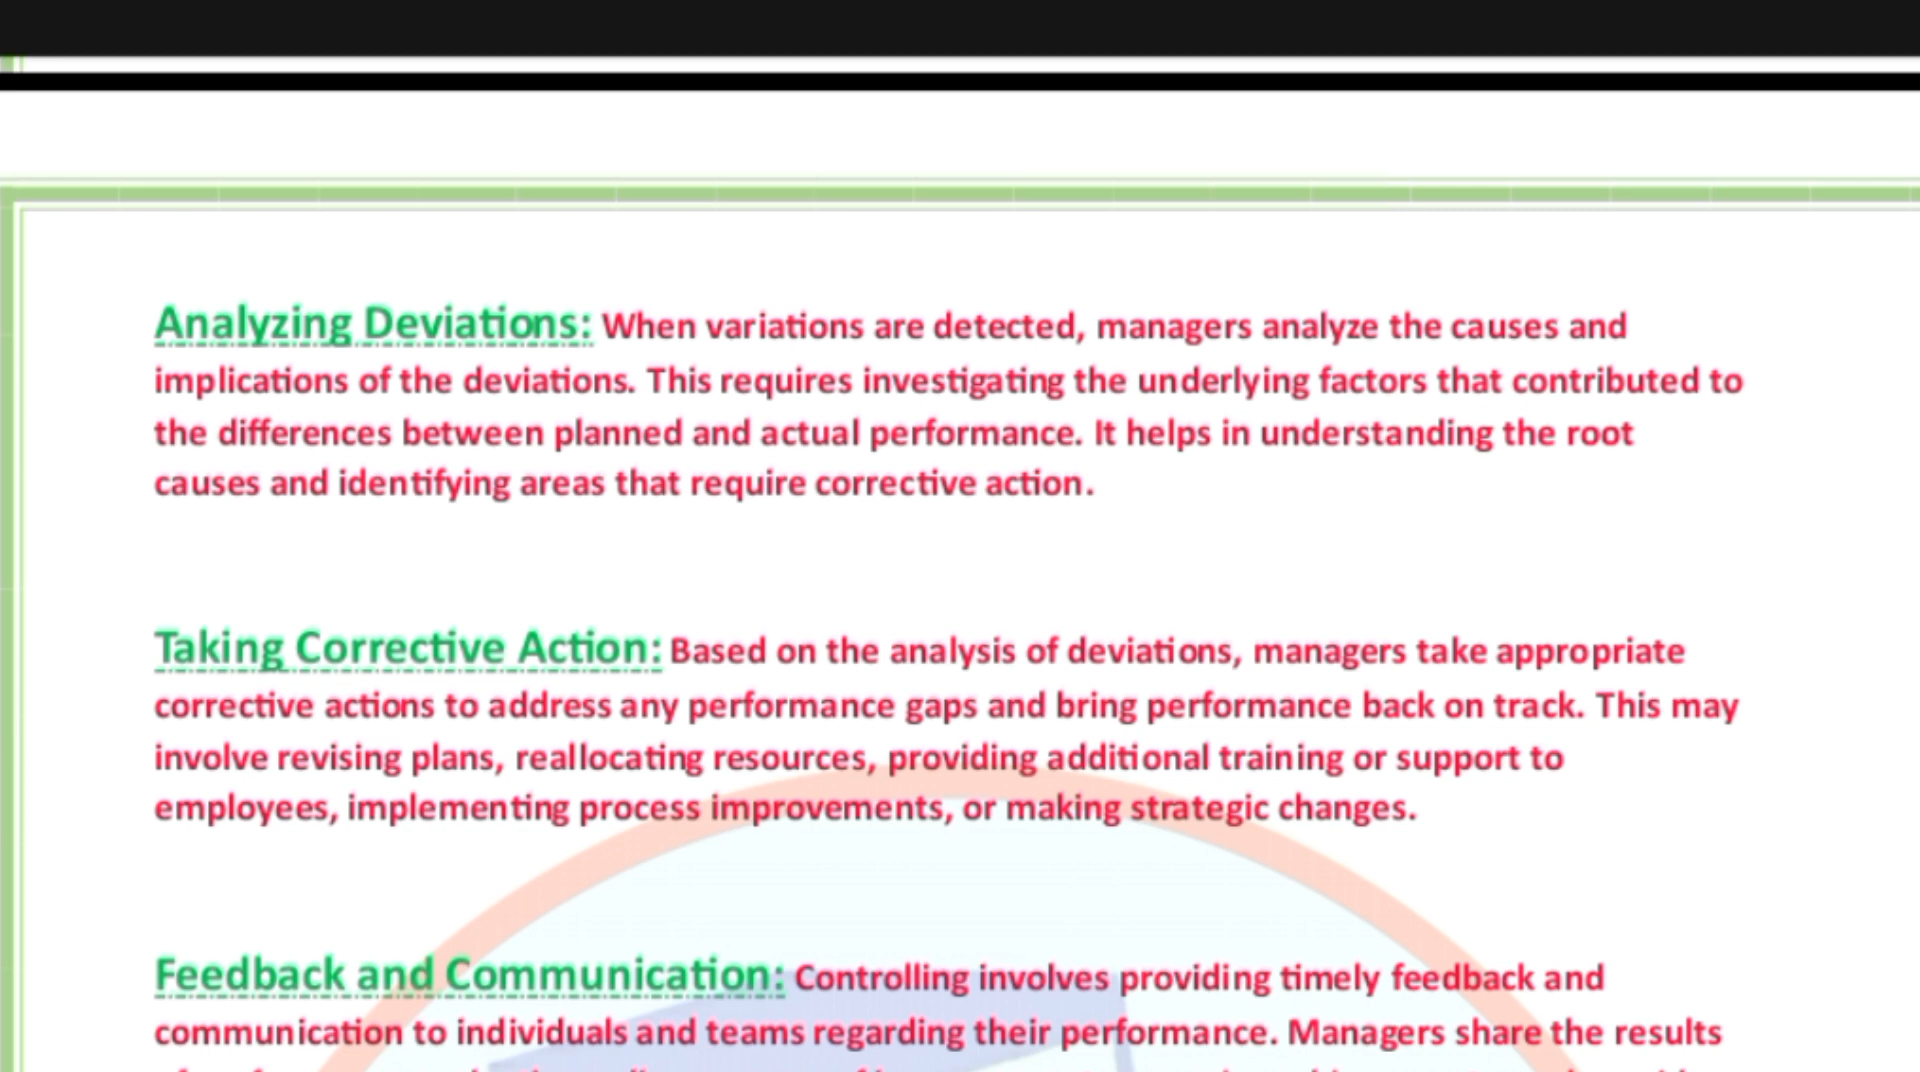 Analyzing Deviations: When variations are detected, managers analyze the causes and
implications of the deviations. This requires investigating the underlying factors that contributed to
the differences between planned and actual performance. It helps in understanding the root
causes and identifying areas that require corrective action.
Taking Corrective Action: Based on the analysis of deviations, managers take appropriate
corrective actions to address any performance gaps and bring performance back on track. This may
involve revising plans, reallocating resources, providing additional training or support to
employees, implementing process improvements, or making strategic changes.
Feedback and Communication: Controlling involves providing timely feedback and
communication to individuals and teams regarding their performance. Managers share the results